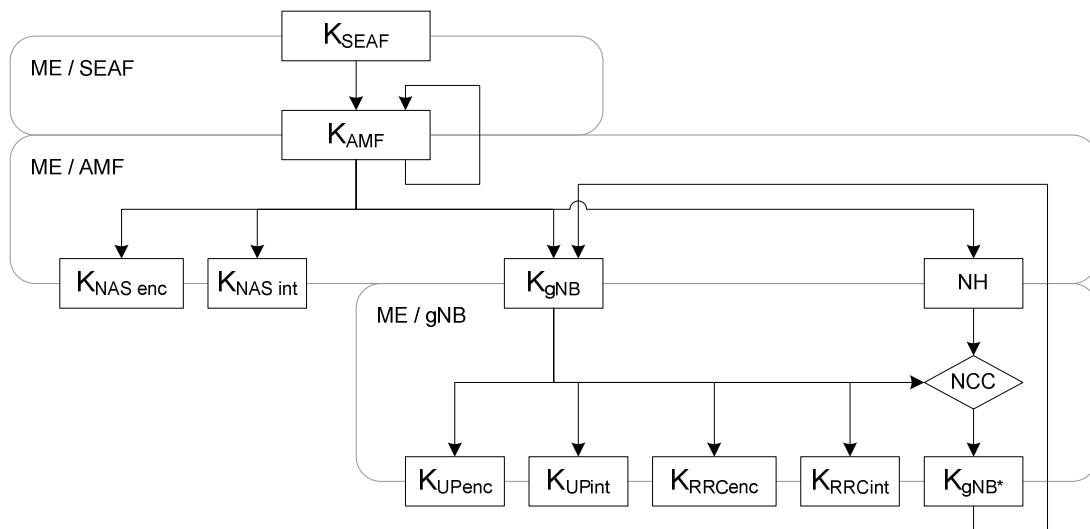 KSEAF
ME / SEAF
KAMF
ME / AMF
KNAS enc
KNAS int
KgNB
NH
ME / gNB
NCC
KUPenc
KUPint
KRRCenc
KRRCint
KgNB*